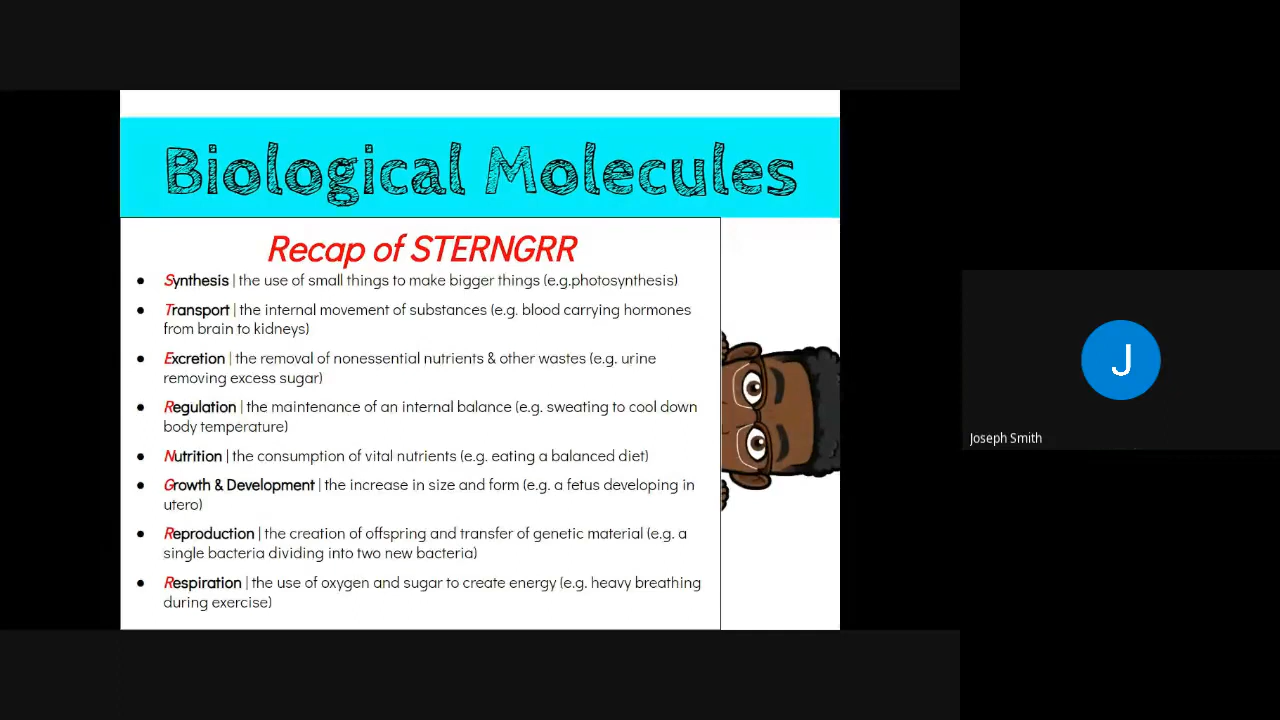 Biological Molecules
Recap of STERNGRR
● Synthesis | the use of small things to make bigger things (e.g.photosynthesis)
● Transport | the internal movement of substances (e.g. blood carrying hormones
from brain to kidneys)
● Excretion | the removal of nonessential nutrients & other wastes (e.g. urine
removing excess sugar)
● Regulation | the maintenance of an internal balance (e.g. sweating to cool down
body temperature)
● Nutrition | the consumption of vital nutrients (e.g. eating a balanced diet)
● Growth & Development | the increase in size and form (e.g. a fetus developing in
utero)
● Reproduction | the creation of offspring and transfer of genetic material (e.g. a
single bacteria dividing into two new bacteria)
● Respiration | the use of oxygen and sugar to create energy (e.g. heavy breathing
during exercise)
J
Joseph Smith